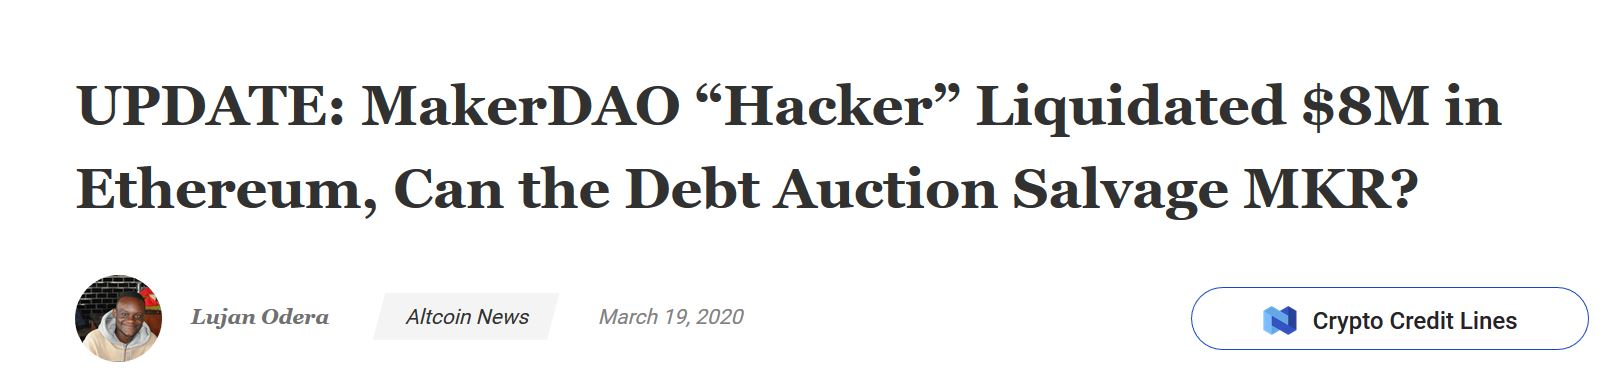 UPDATE: MakerDAO “Hacker” Liquidated $8M in
Ethereum, Can the Debt Auction Salvage MKR?
Lujan Odera Altcoin News March 19, 2020 Crypto Credit Lines